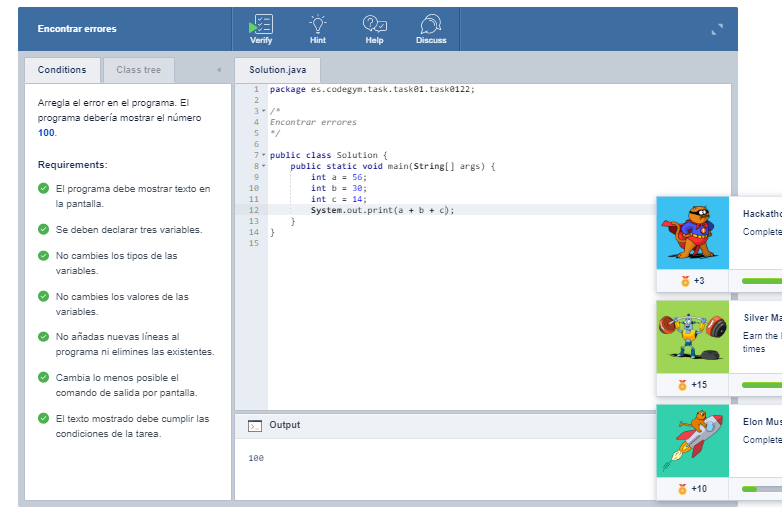 Encontrar errores
Verify
Hint
Help
Discuss
Conditions
Class tree
Arregla el error en el programa. El
programa debería mostrar el número
100.
Requirements:
El programa debe mostrar texto en
la pantalla.
Se deben declarar tres variables.
No cambies los tipos de las
variables.
No cambies los valores de las
variables.
No añadas nuevas líneas al
programa ni elimines las existentes.
Cambia lo menos posible el
comando de salida por pantalla.
El texto mostrado debe cumplir las
condiciones de la tarea.
Solution.java
1 package es.codegym.task.task01.task0122;
2
3 /*
4 Encontrar errores
5 */
6
7 public class Solution {
8 public static void main(String[] args) {
9 int a = 56;
10 int b = 30;
11 int c = 14;
12 System.out.print(a + b + c);
13 }
14 }
15
Output
100
Hackatho
Complete
+3
Silver Ma
Earn the
times
+15
Elon Mus
Complete
+10